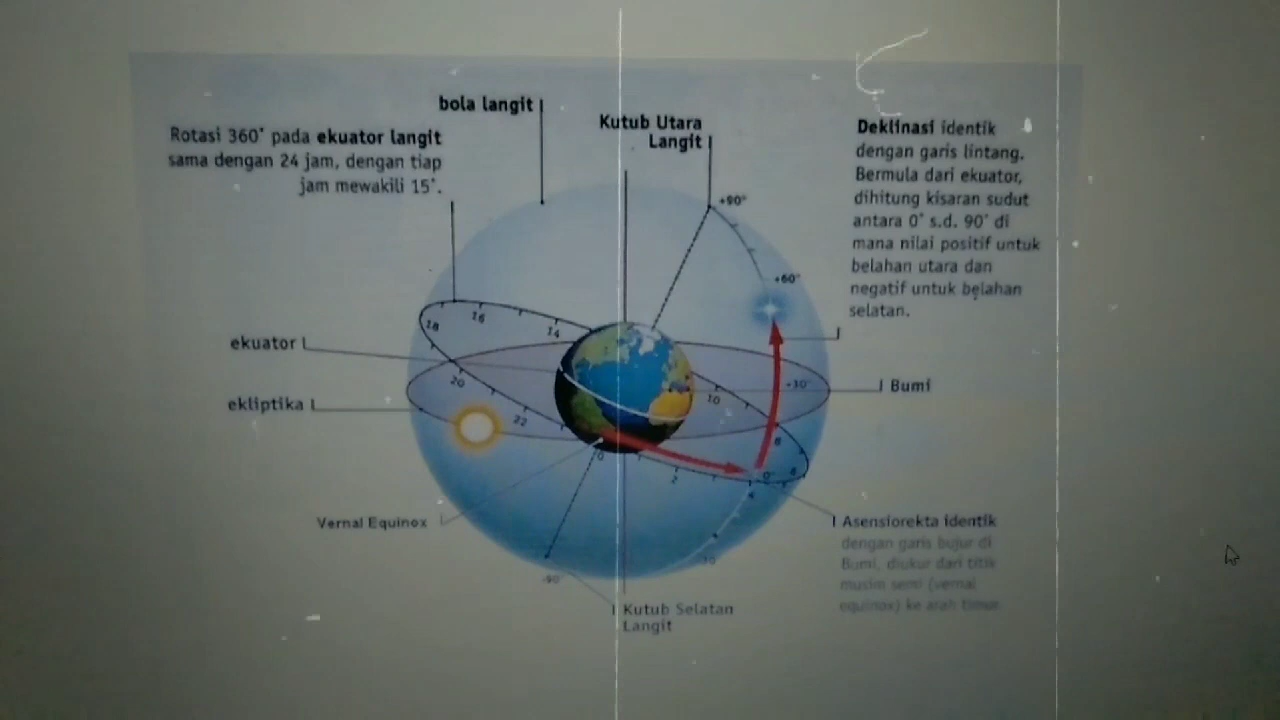 bola langit
Kutub Utara
Langit
Rotasi 360° pada ekuator langit
sama dengan 24 jam, dengan tiap
jam mewakili 15°.
Deklinasi identik
dengan garis lintang.
Bermula dari ekuator,
dihitung kisaran sudut
antara 0° s.d. 90° di
mana nilai positif untuk
belahan utara dan
negatif untuk belahan
selatan.
+90°
+60°
18
16
14
ekuator
20
+30°
10
Bumi
ekliptika
22
8
0
2
0°
6
4
Vernal Equinox
Asensiorekta identik
dengan garis bujur di
Bumi, diukur dari titik
musim semi (vernal
equinox) ke arah timur.
-30
-90°
Kutub Selatan
Langit